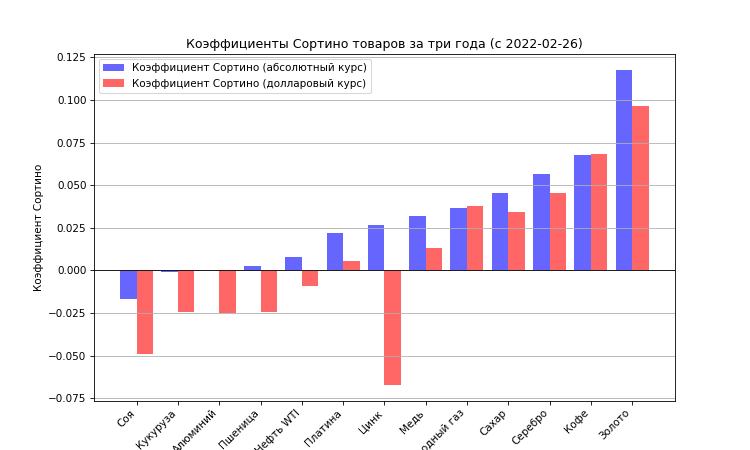 Коэффициенты Сортино товаров за три года (с 2022-02-26)
Коэффициент Сортино (абсолютный курс)
Коэффициент Сортино (долларовый курс)
Коэффициент Сортино
0.125
0.100
0.075
0.050
0.025
0.000
−0.025
−0.050
−0.075
Соя
Кукуруза
Алюминий
Пшеница
Нефть WTI
Платина
Цинк
Медь
газ
Сахар
Серебро
Кофе
Золото